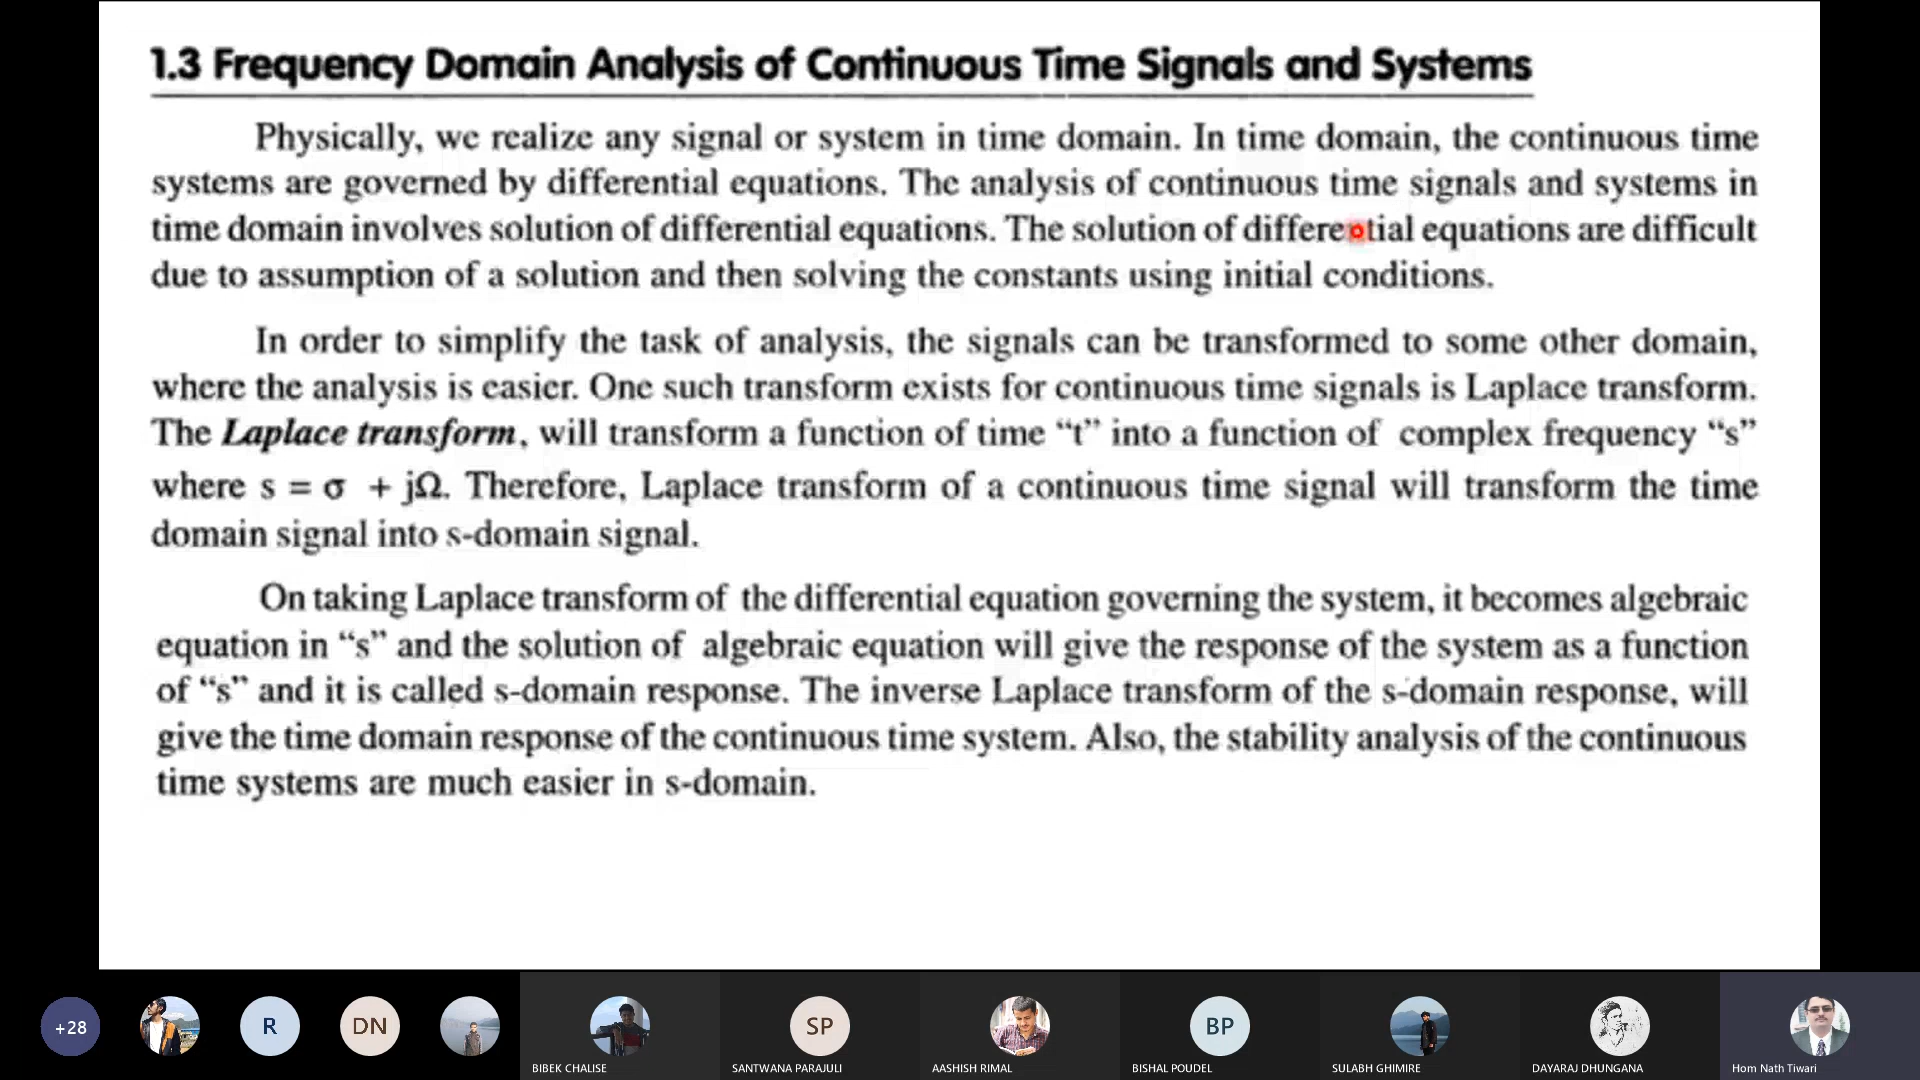 1.3 Frequency Domain Analysis of Continuous Time Signals and Systems
Physically, we realize any signal or system in time domain. In time domain, the continuous time
systems are governed by differential equations. The analysis of continuous time signals and systems in
time domain involves solution of differential equations. The solution of differential equations are difficult
due to assumption of a solution and then solving the constants using initial conditions.
In order to simplify the task of analysis, the signals can be transformed to some other domain,
where the analysis is easier. One such transform exists for continuous time signals is Laplace transform.
The Laplace transform, will transform a function of time “t” into a function of complex frequency “s”
where s = σ + jΩ. Therefore, Laplace transform of a continuous time signal will transform the time
domain signal into s-domain signal.
On taking Laplace transform of the differential equation governing the system, it becomes algebraic
equation in “s” and the solution of algebraic equation will give the response of the system as a function
of “s” and it is called s-domain response. The inverse Laplace transform of the s-domain response, will
give the time domain response of the continuous time system. Also, the stability analysis of the continuous
time systems are much easier in s-domain.
+28
R
DN
SP
BP
BIBEK CHALISE
SANTWANA PARAJULI
AASHISH RIMAL
BISHAL POUDEL
SULABH GHIMIRE
DAYARAJ DHUNGANA
Hom Nath Tiwari